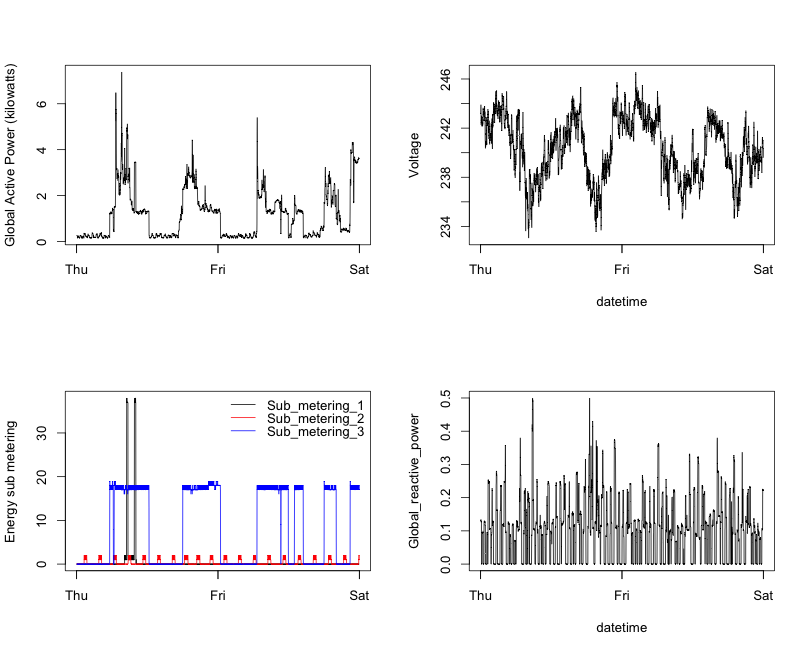 Global Active Power (kilowatts)
6
4
2
0
Thu
Fri
Sat
Voltage
246
242
238
234
Thu
Fri
Sat
datetime
Energy sub metering
30
20
10
0
Sub_metering_1
Sub_metering_2
Sub_metering_3
Thu
Fri
Sat
Global_reactive_power
0.5
0.4
0.3
0.2
0.1
0.0
Thu
Fri
Sat
datetime